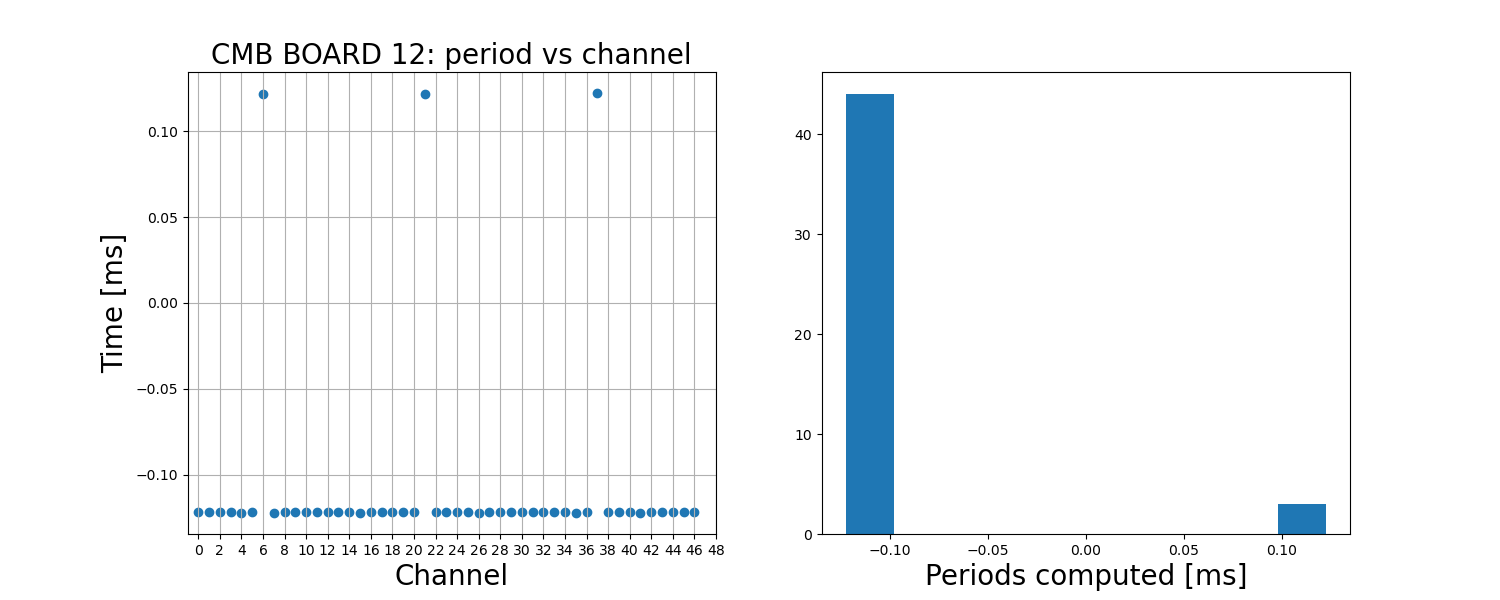 CMB BOARD 12: period vs channel
Time [ms]
0.10
0.05
0.00
−0.05
−0.10
0 2 4 6 8 10 12 14 16 18 20 22 24 26 28 30 32 34 36 38 40 42 44 46 48
Channel
40
30
20
10
0
−0.10 −0.05 0.00 0.05 0.10
Periods computed [ms]